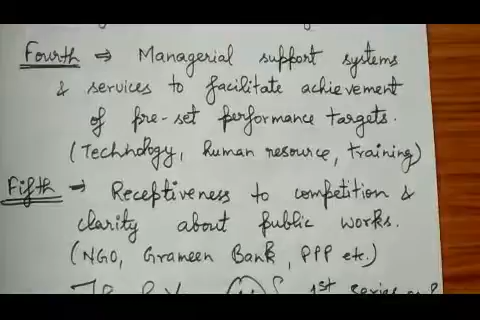 Fourth ⇒ Managerial support systems
& services to facilitate achievement
of pre-set performance targets.
(Technology, human resource, training)
Fifth → Receptiveness to competition &
clarity about public works.
(NGO, Grameen Bank, PPP etc.)
1st series